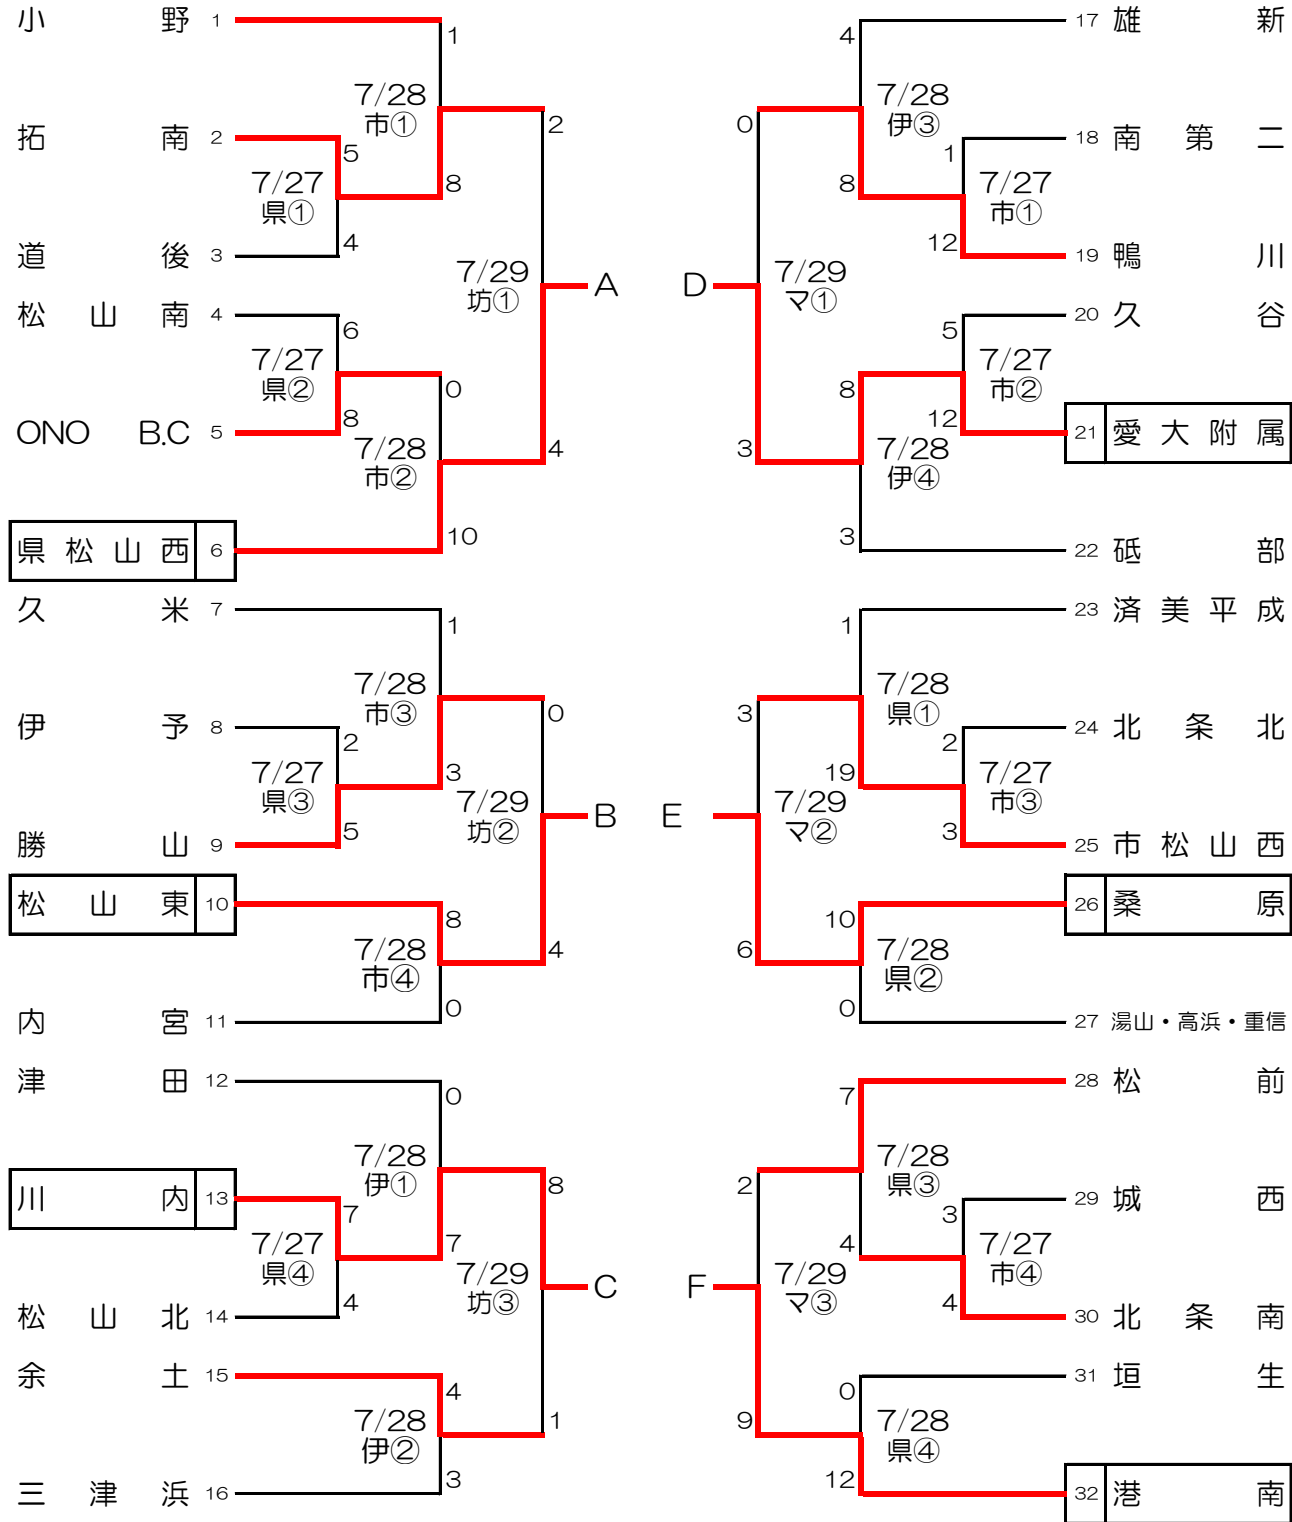 小野 1
1
7/28
市①
拓南 2
5
8
2
7/27
県①
道後 3
4
7/29
坊①
A
松山南 4
6
7/27
県②
0
ONO B.C 5
8
7/28
市②
4
県松山西 6
10
久米 7
1
7/28
市③
0
伊予 8
2
7/27
県③
3
勝山 9
5
7/29
坊②
B
松山東 10
8
7/28
市④
4
内宮 11
0
津田 12
0
7/28
伊①
8
川内 13
7
7/27
県④
7
松山北 14
4
7/29
坊③
C
余土 15
4
7/28
伊②
1
三津浜 16
3
17 雄新
4
7/28
伊③
0
18 南第二
1
7/27
市①
8
12
19 鴨川
D
7/29
マ①
20 久谷
5
7/27
市②
8
12
21 愛大附属
3
7/28
伊④
3
22 砥部
23 済美平成
1
7/28
県①
3
24 北条北
2
7/27
市③
19
3
25 市松山西
E
7/29
マ②
26 桑原
10
7/28
県②
6
0
27 湯山・高浜・重信
28 松前
7
7/28
県③
2
29 城西
3
7/27
市④
4
4
30 北条南
F
7/29
マ③
31 垣生
0
7/28
県④
9
12
32 港南